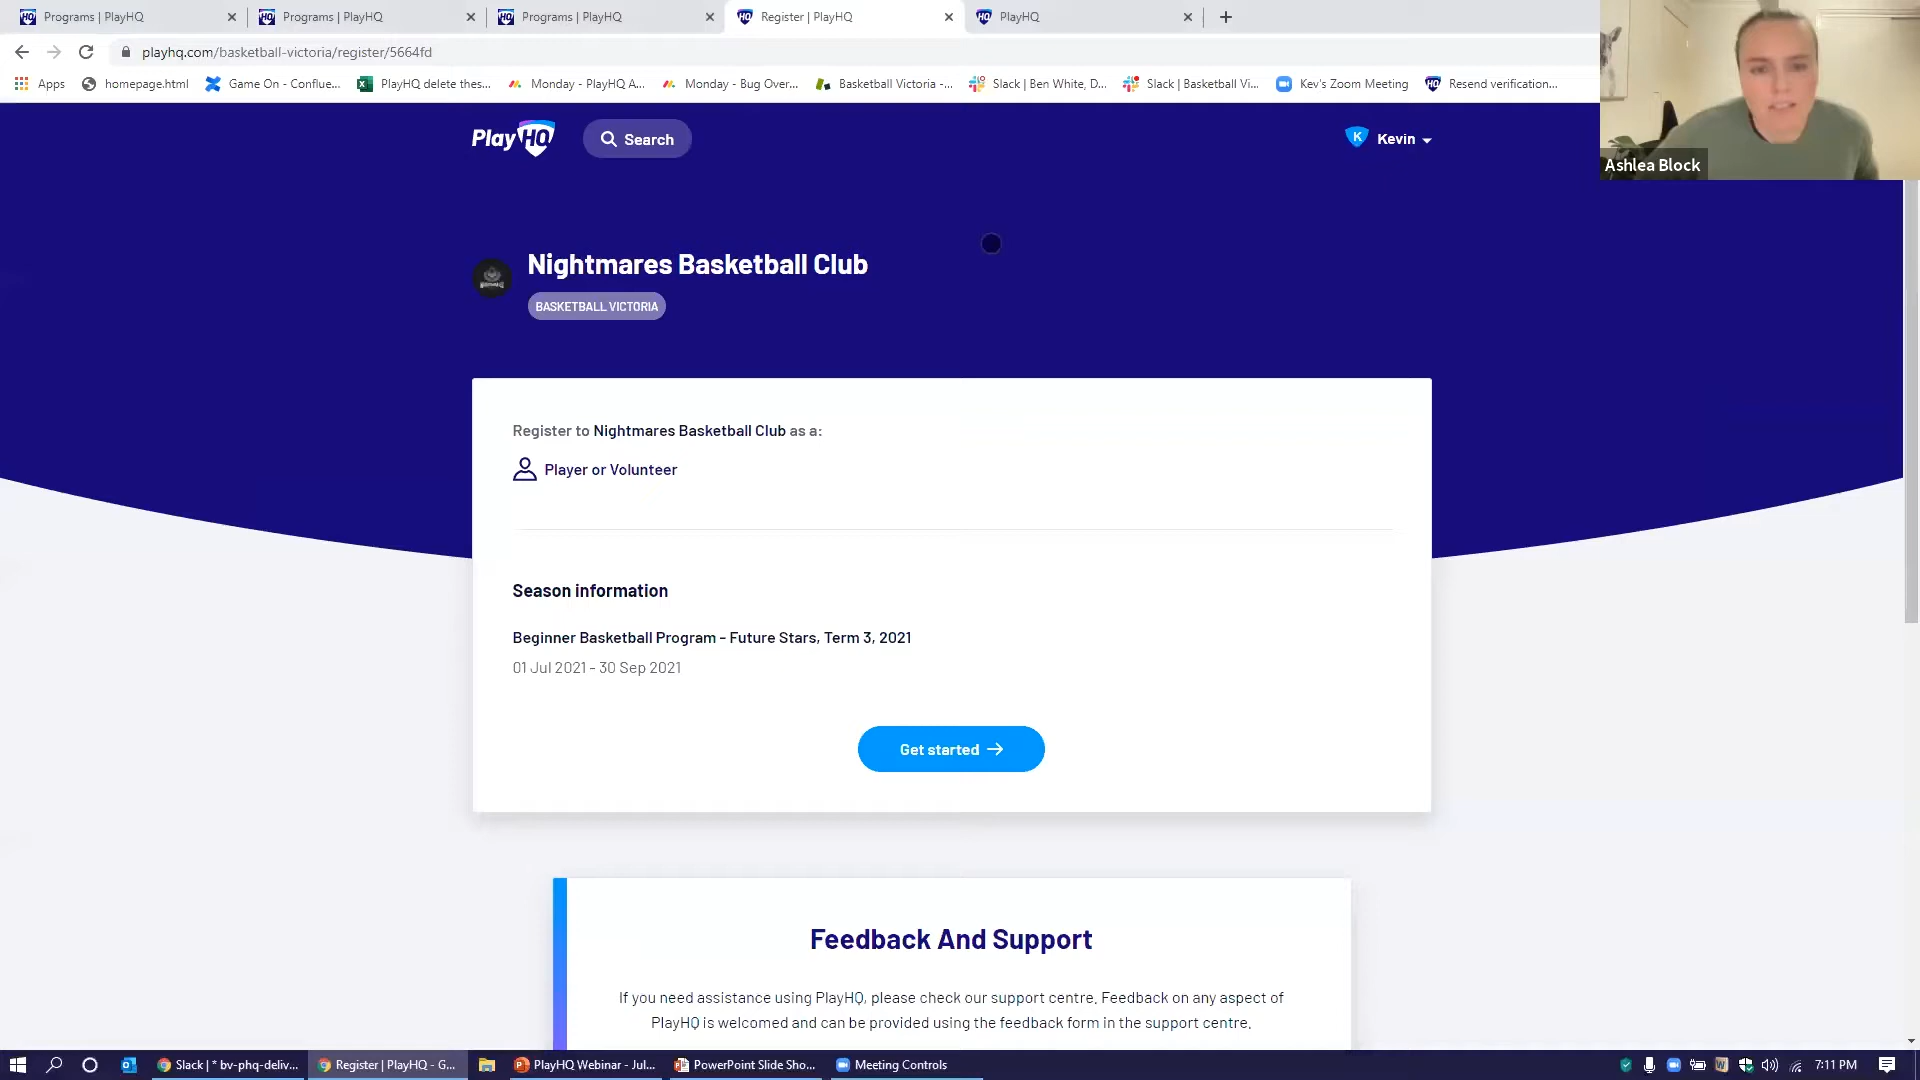 Programs | PlayHQ
Programs | PlayHQ
Programs | PlayHQ
Register | PlayHQ
PlayHQ
playhq.com/basketball-victoria/register/5664fd
Apps
homepage.html
Game On - Conflue...
PlayHQ delete thes...
Monday - PlayHQ A...
Monday - Bug Over...
Basketball Victoria -...
Slack | Ben White, D...
Slack | Basketball Vi...
Kev's Zoom Meeting
Resend verification...
PlayHQ
Search
K
Kevin
Ashlea Block
Nightmares Basketball Club
BASKETBALL VICTORIA
Register to Nightmares Basketball Club as a:
Player or Volunteer
Season information
Beginner Basketball Program - Future Stars, Term 3, 2021
01 Jul 2021 - 30 Sep 2021
Get started
Feedback And Support
If you need assistance using PlayHQ, please check our support centre. Feedback on any aspect of
PlayHQ is welcomed and can be provided using the feedback form in the support centre.
Slack | * bv-phq-deliv...
Register | PlayHQ - G...
PlayHQ Webinar - Jul...
PowerPoint Slide Sho...
Meeting Controls
7:11 PM